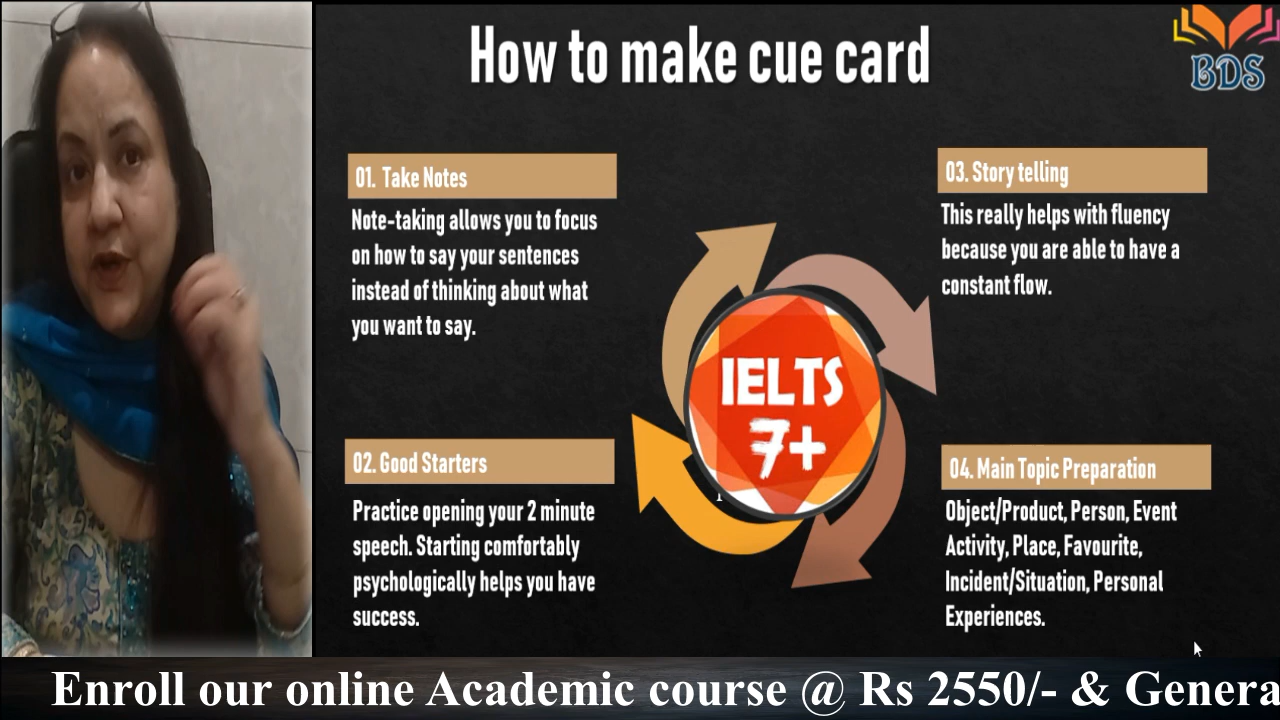 How to make cue card
BDS
01. Take Notes
Note-taking allows you to focus
on how to say your sentences
instead of thinking about what
you want to say.
02. Good Starters
Practice opening your 2 minute
speech. Starting comfortably
psychologically helps you have
success.
03. Story telling
This really helps with fluency
because you are able to have a
constant flow.
04. Main Topic Preparation
Object/Product, Person, Event
Activity, Place, Favourite,
Incident/Situation, Personal
Experiences.
IELTS
7+
Enroll our online Academic course @ Rs 2550/- & Genera